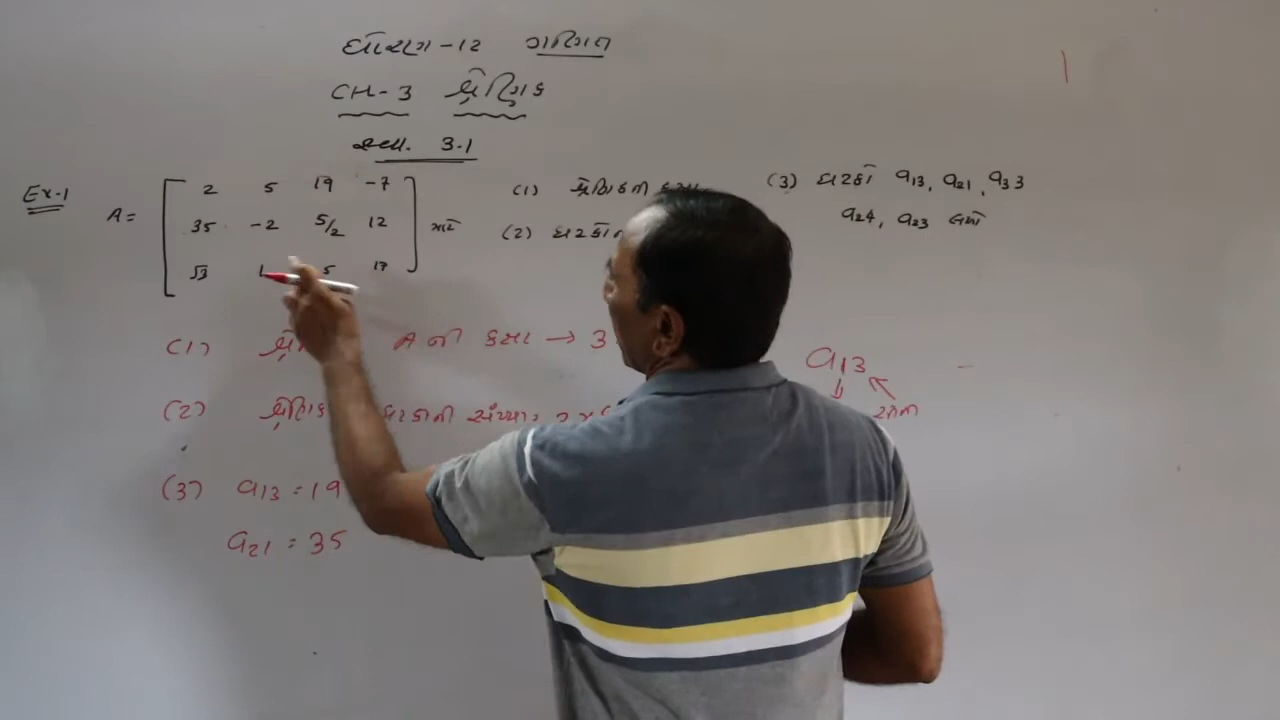 ધોરણ-12 ગણિત
CH-3 શ્રેણિક
સ્વા. 3.1
Ex-1 A = [ 2 5 19 -7
35 -2 5/2 12 માટે
√3 1 5 17 ]
(1) શ્રેણિકની કક્ષા
(2) ઘટકોની
(3) ઘટકો a13, a21, a33
a24, a23 લખો
(1) A ની કક્ષા → 3
(2) શ્રેણિક ઘટકોની સંખ્યા
(3) a13 = 19
a21 = 35
a13